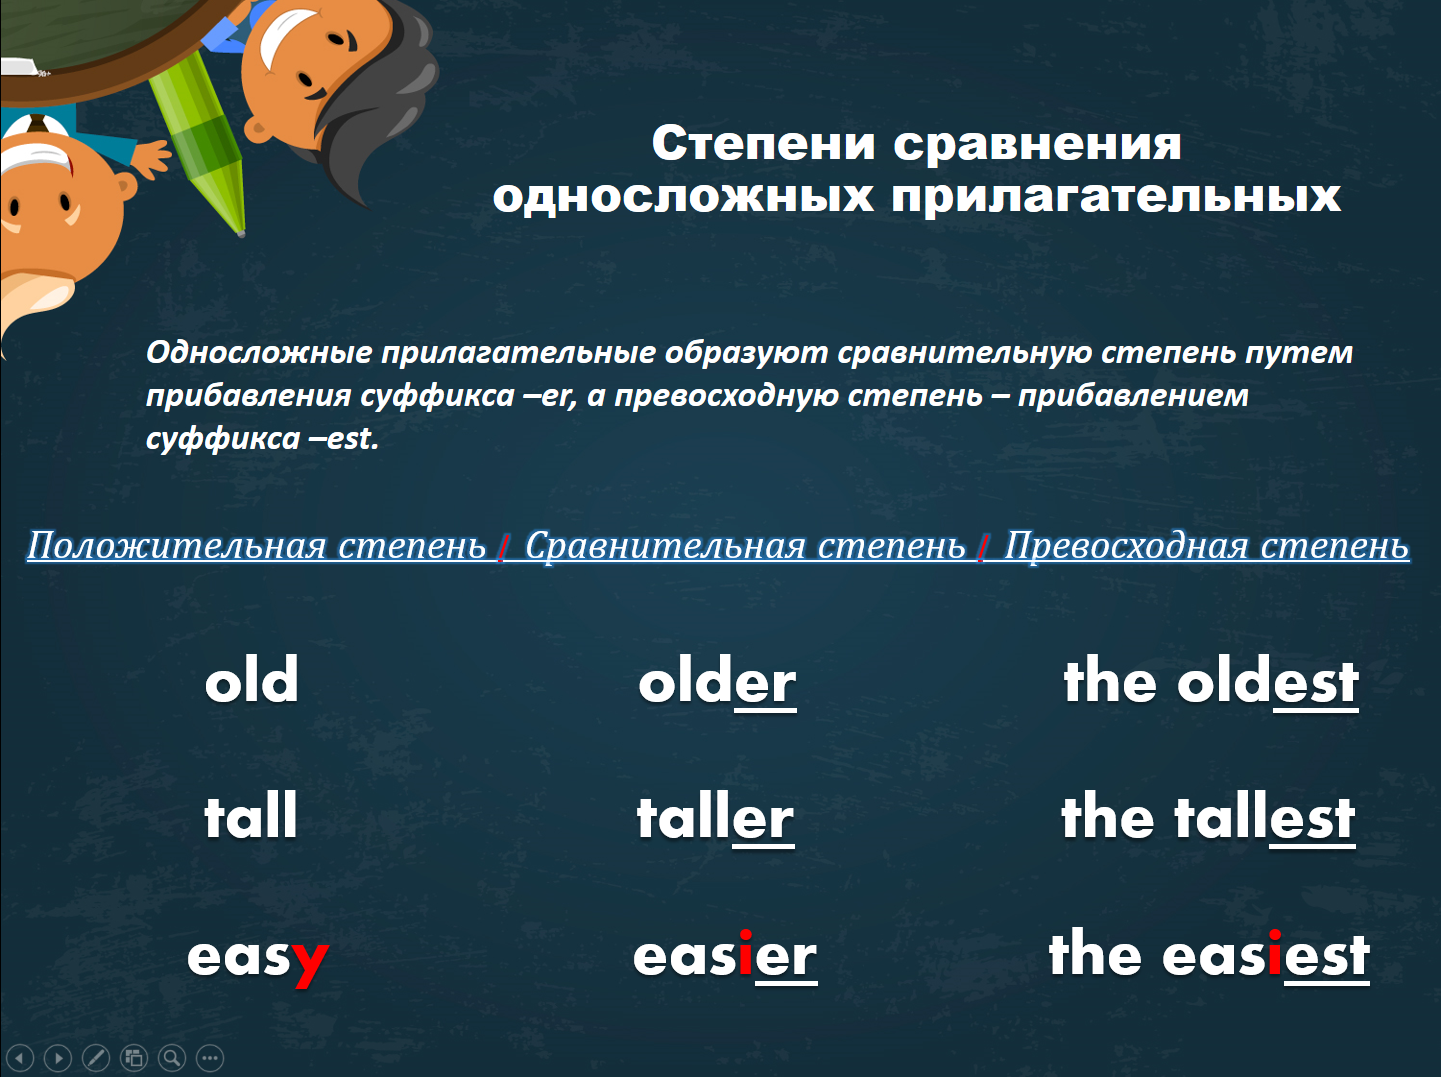 Степени сравнения
односложных прилагательных
Односложные прилагательные образуют сравнительную степень путем
прибавления суффикса –er, а превосходную степень – прибавлением
суффикса –est.
Положительная степень / Сравнительная степень / Превосходная степень
old older the oldest
tall taller the tallest
easy easier the easiest